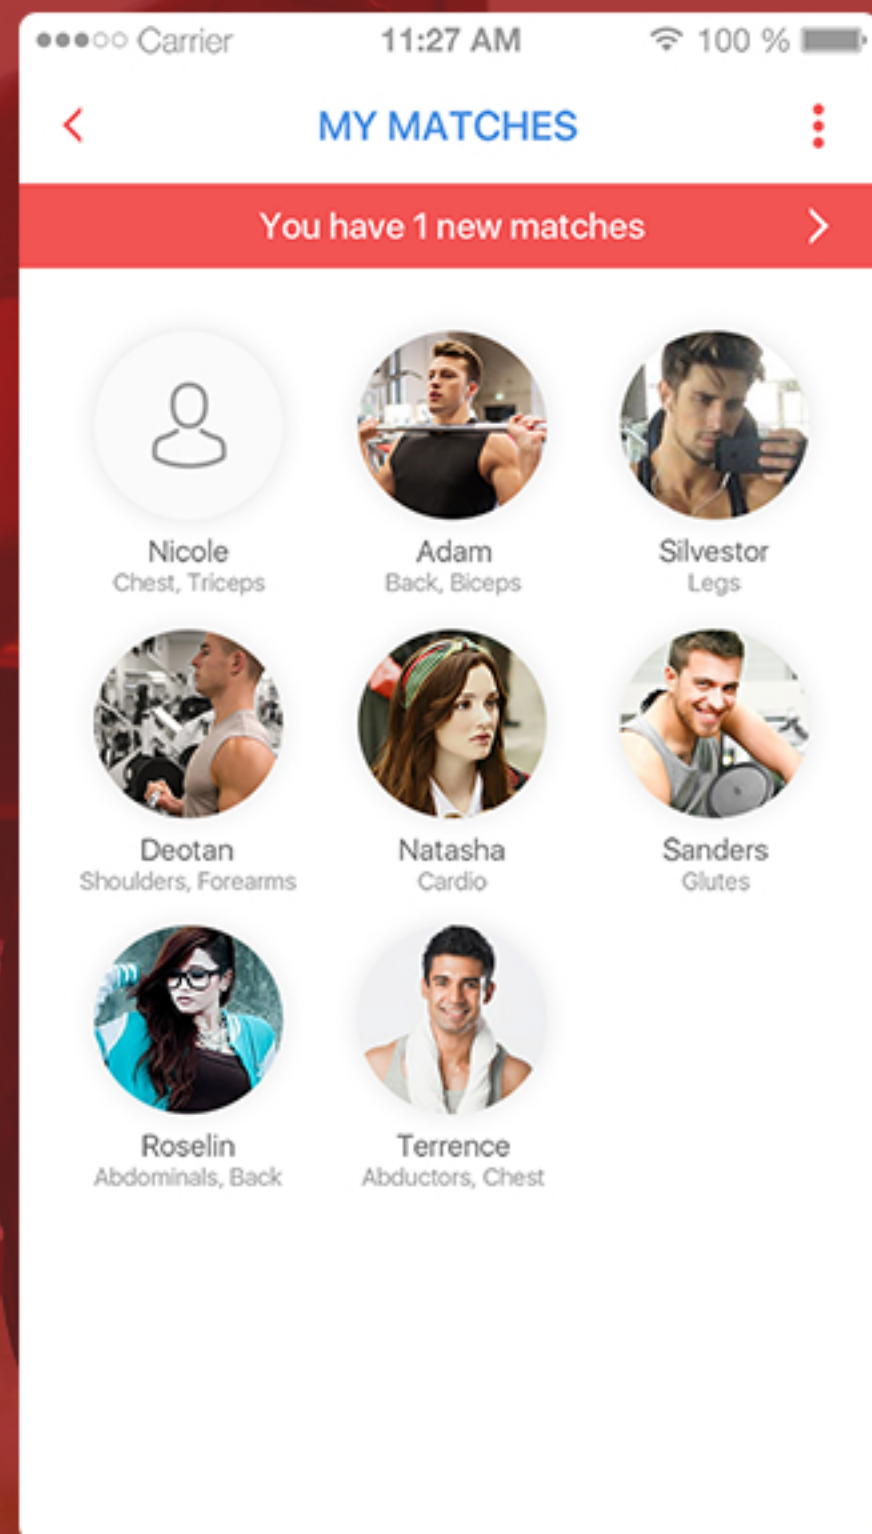 Carrier 11:27 AM 100 %
MY MATCHES
You have 1 new matches
Nicole Adam Silvestor
Chest, Triceps Back, Biceps Legs
Deotan Natasha Sanders
Shoulders, Forearms Cardio Glutes
Roselin Terrence
Abdominals, Back Abductors, Chest